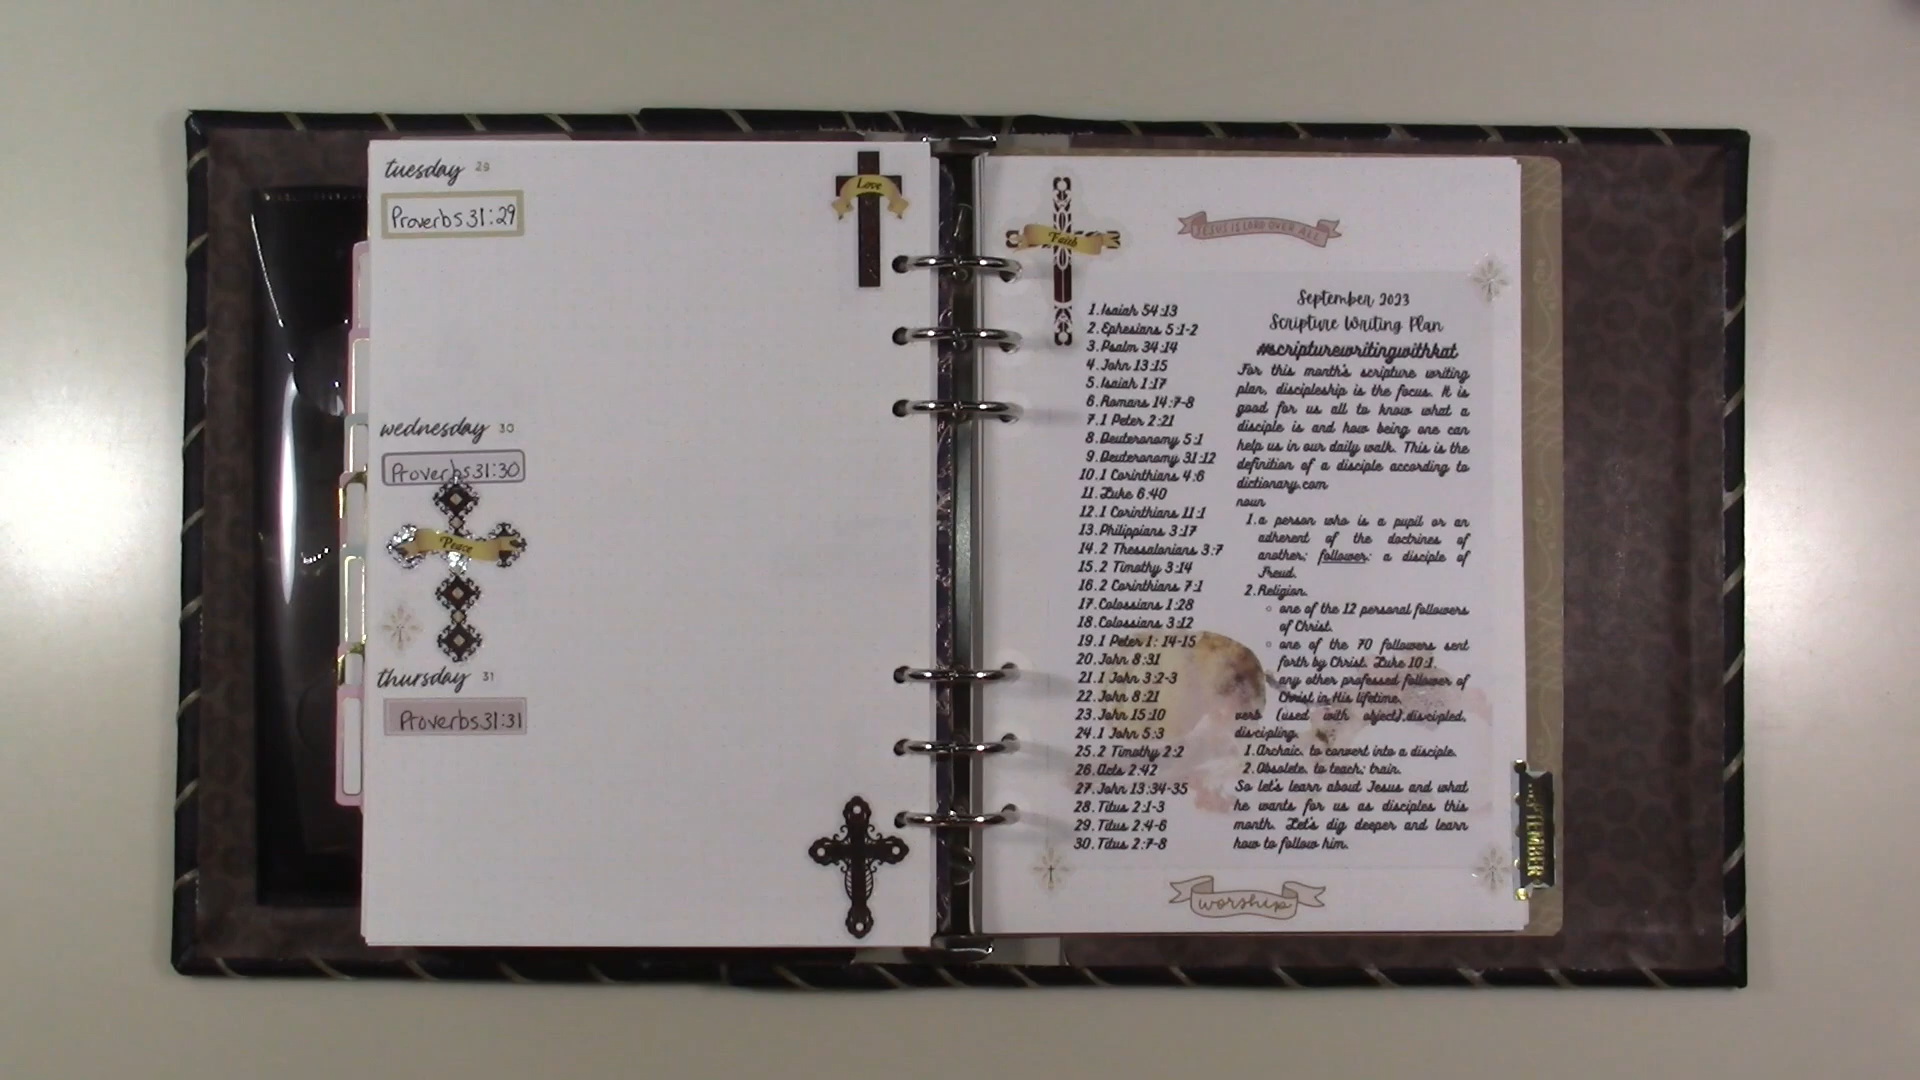 tuesday 29
Proverbs 31:29
Love
wednesday 30
Proverbs 31:30
Peace
thursday 31
Proverbs 31:31
Faith
JESUS IS LORD OVER ALL
1. Isaiah 54:13
2. Ephesians 5:1-2
3. Psalm 34:14
4. John 13:15
5. Isaiah 1:17
6. Romans 14:7-8
7. 1 Peter 2:21
8. Deuteronomy 5:1
9. Deuteronomy 31:12
10. 1 Corinthians 4:6
11. Luke 6:40
12. 1 Corinthians 11:1
13. Philippians 3:17
14. 2 Thessalonians 3:7
15. 2 Timothy 3:14
16. 2 Corinthians 7:1
17. Colossians 1:28
18. Colossians 3:12
19. 1 Peter 1: 14-15
20. John 8:31
21. 1 John 3:2-3
22. John 8:21
23. John 15:10
24. 1 John 5:3
25. 2 Timothy 2:2
26. Acts 2:42
27. John 13:34-35
28. Titus 2:1-3
29. Titus 2:4-6
30. Titus 2:7-8
September 2023
Scripture Writing Plan
#scripturewritingwithkat
For this month's scripture writing
plan, discipleship is the focus. It is
good for us all to know what a
disciple is and how being one can
help us in our daily walk. This is the
definition of a disciple according to
dictionary.com
noun
1. a person who is a pupil or an
adherent of the doctrines of
another; follower: a disciple of
Freud.
2. Religion.
one of the 12 personal followers
of Christ.
one of the 70 followers sent
forth by Christ. Luke 10:1.
any other professed follower of
Christ in His lifetime.
verb (used with object),discipled,
discipling.
1. Archaic. to convert into a disciple.
2. Obsolete. to teach; train.
So let's learn about Jesus and what
he wants for us as disciples this
month. Let's dig deeper and learn
how to follow him.
worship
SEPTEMBER